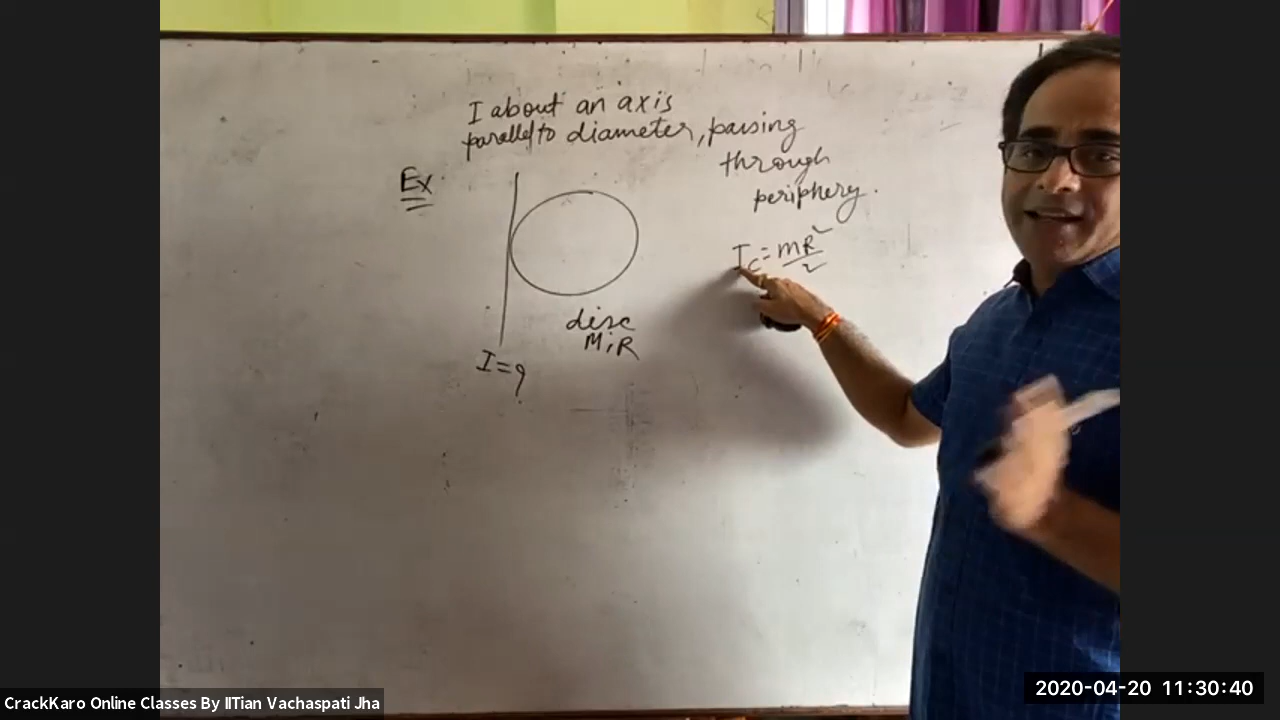 I about an axis
parallel to diameter, passing
through
periphery.
Ex
I_C = mR²/2
disc
M, R
I = ?
CrackKaro Online Classes By IITian Vachaspati Jha
2020-04-20 11:30:40